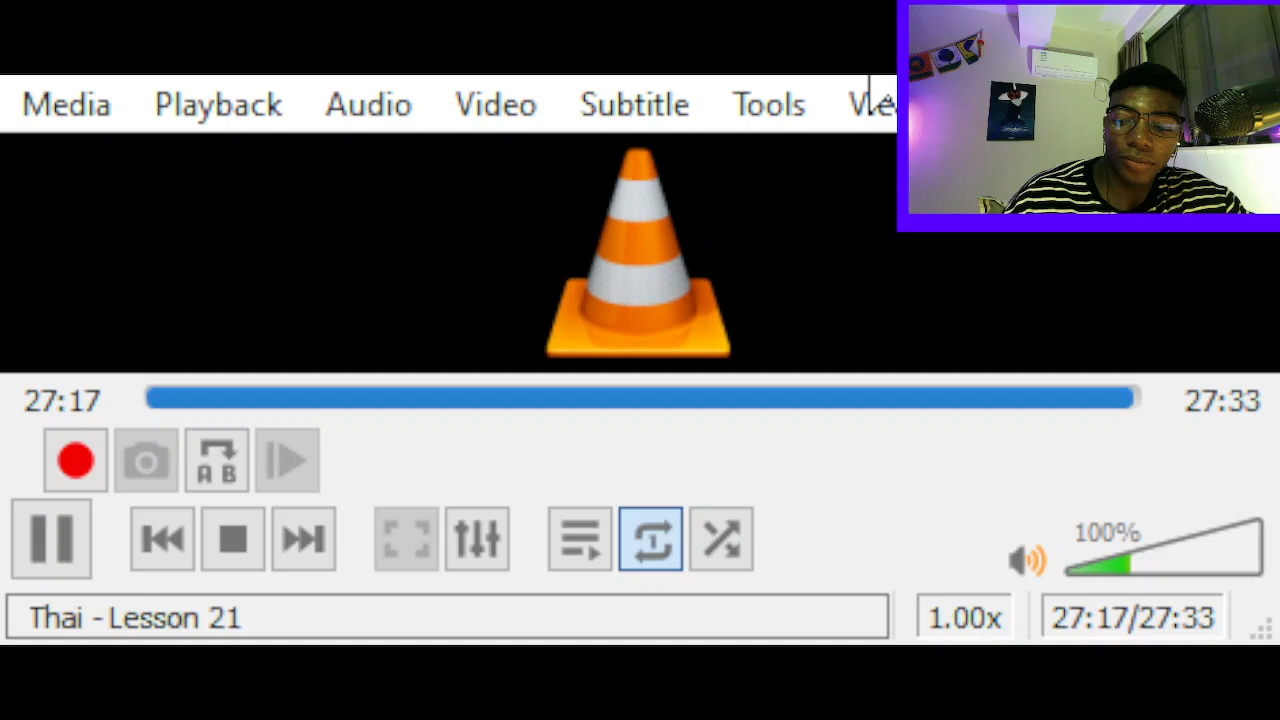 Media Playback Audio Video Subtitle Tools
27:17 27:33
A B
1
100%
Thai - Lesson 21 1.00x 27:17/27:33